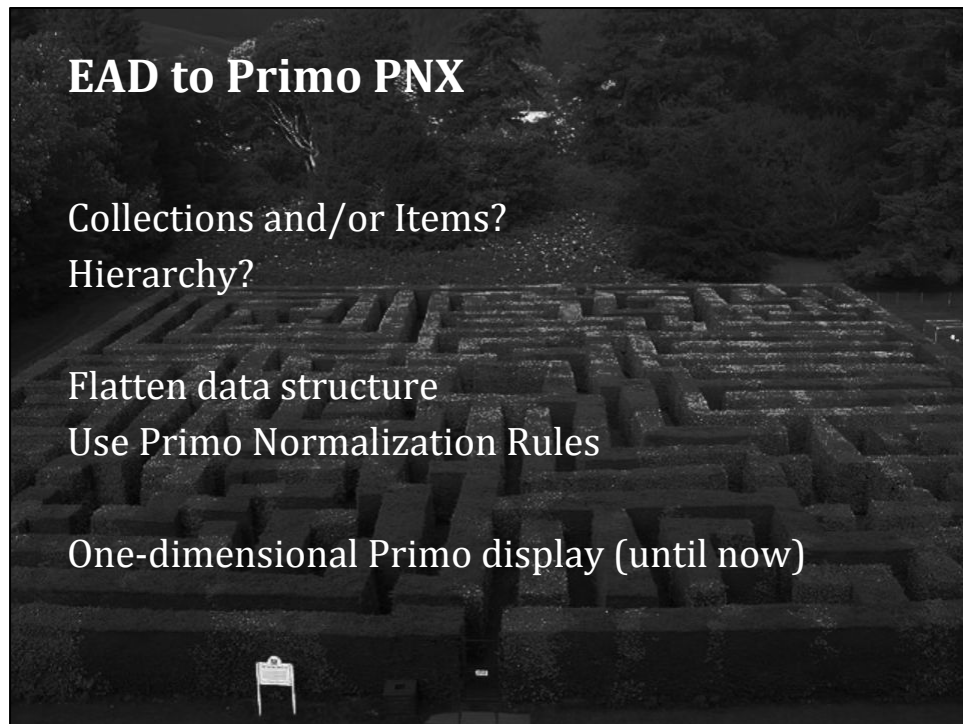 EAD to Primo PNX
Collections and/or Items?
Hierarchy?
Flatten data structure
Use Primo Normalization Rules
One-dimensional Primo display (until now)